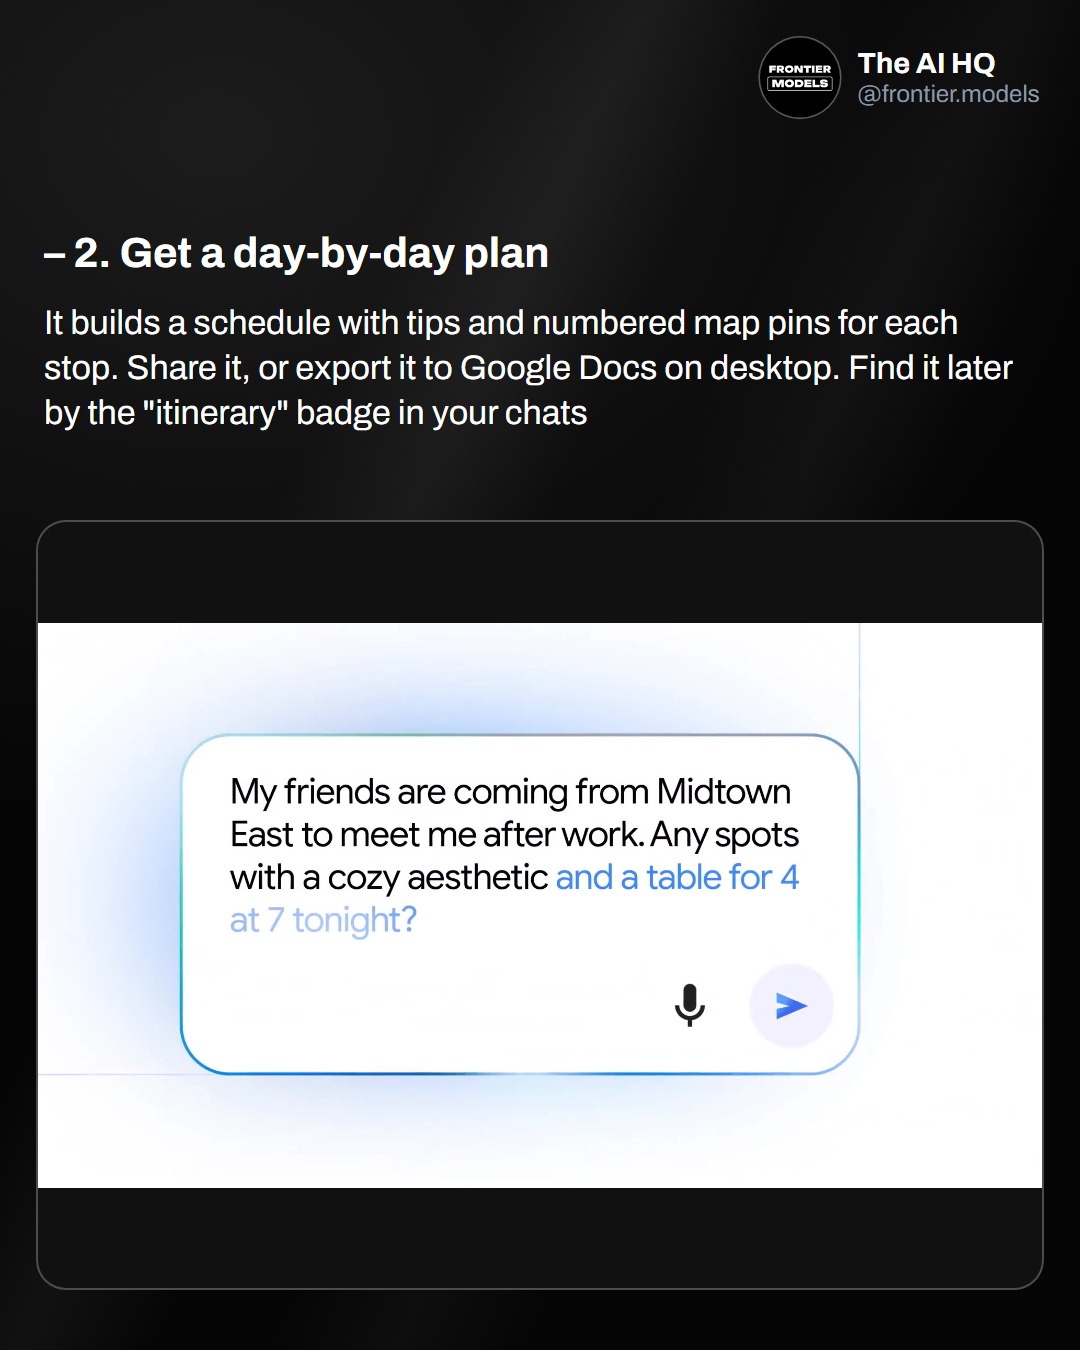 FRONTIER
MODELS
The AI HQ
@frontier.models
– 2. Get a day-by-day plan
It builds a schedule with tips and numbered map pins for each
stop. Share it, or export it to Google Docs on desktop. Find it later
by the "itinerary" badge in your chats
My friends are coming from Midtown
East to meet me after work. Any spots
with a cozy aesthetic and a table for 4
at 7 tonight?